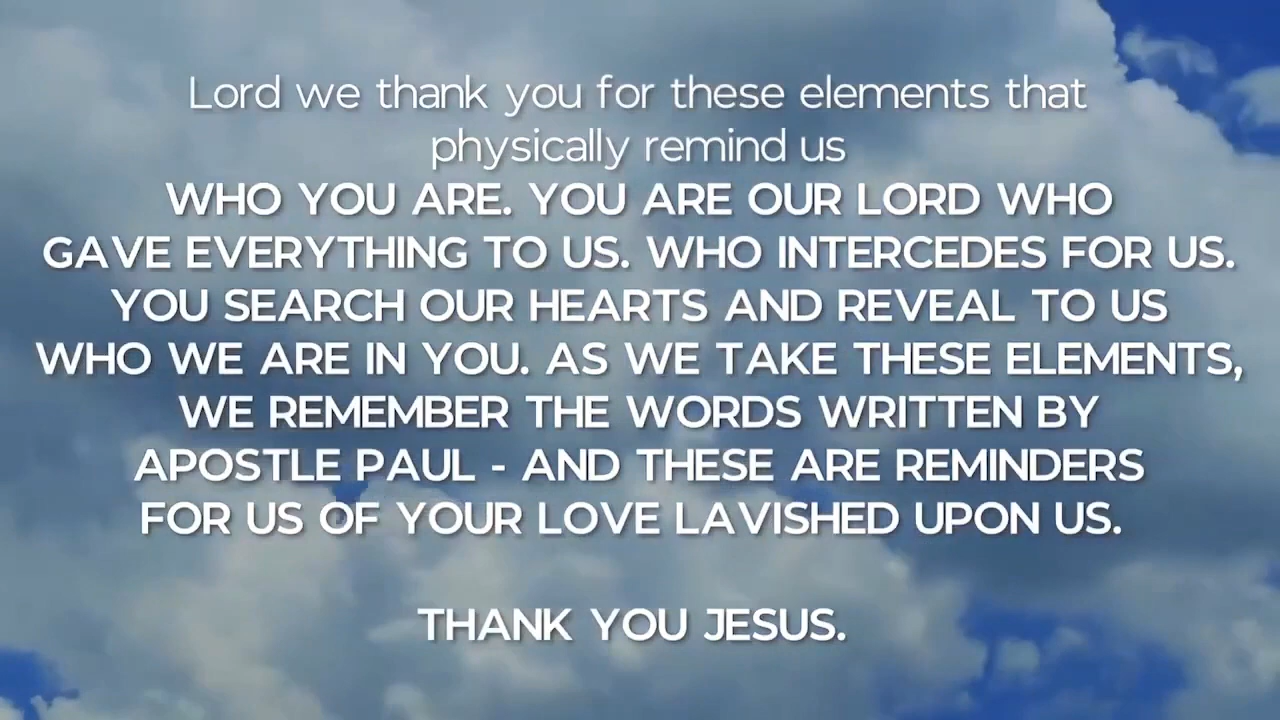 Lord we thank you for these elements that
physically remind us
WHO YOU ARE. YOU ARE OUR LORD WHO
GAVE EVERYTHING TO US. WHO INTERCEDES FOR US.
YOU SEARCH OUR HEARTS AND REVEAL TO US
WHO WE ARE IN YOU. AS WE TAKE THESE ELEMENTS,
WE REMEMBER THE WORDS WRITTEN BY
APOSTLE PAUL - AND THESE ARE REMINDERS
FOR US OF YOUR LOVE LAVISHED UPON US.
THANK YOU JESUS.